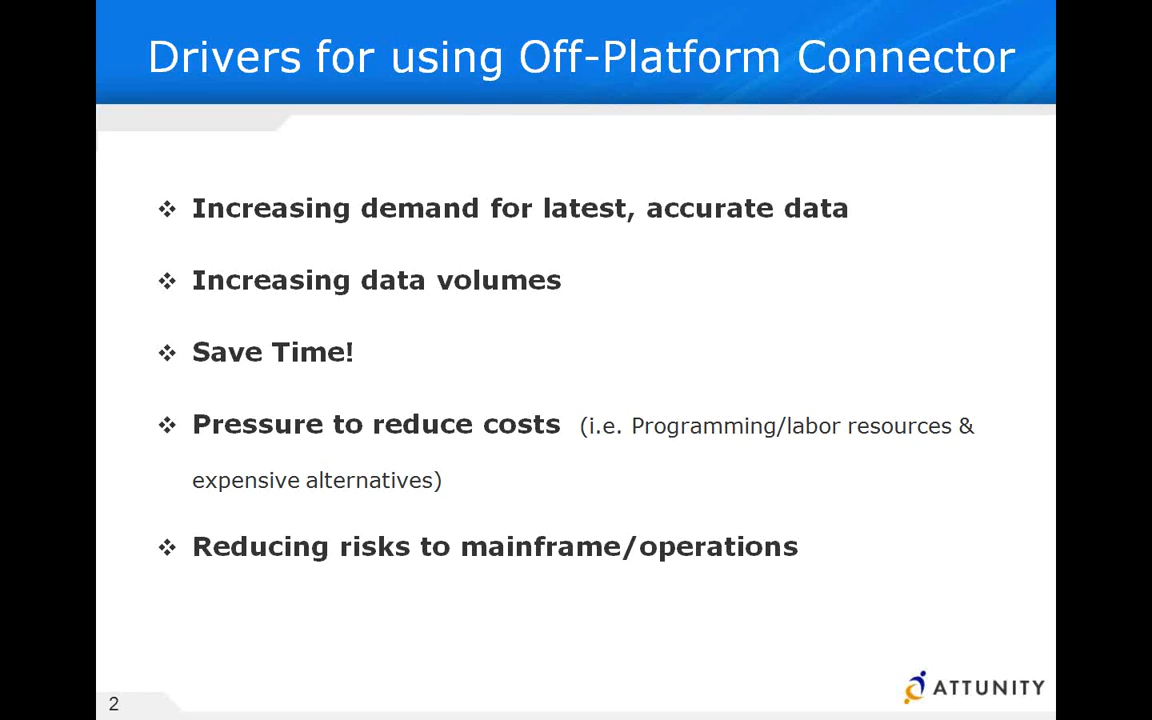 Drivers for using Off-Platform Connector
❖ Increasing demand for latest, accurate data
❖ Increasing data volumes
❖ Save Time!
❖ Pressure to reduce costs (i.e. Programming/labor resources &
expensive alternatives)
❖ Reducing risks to mainframe/operations
2
ATTUNITY